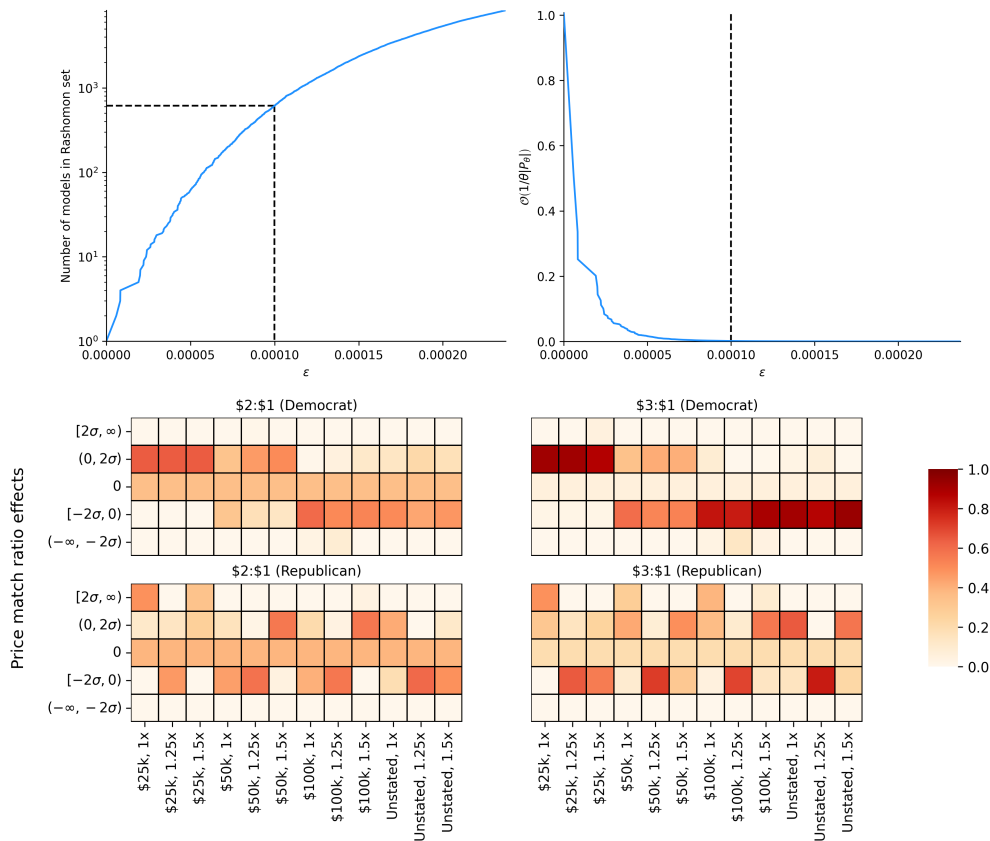 Number of models in Rashomon set
10³
10²
10¹
10⁰
0.00000 0.00005 0.00010 0.00015 0.00020
ε
𝒪(1/θ|P_θ|)
1.0
0.8
0.6
0.4
0.2
0.0
0.00000 0.00005 0.00010 0.00015 0.00020
ε
Price match ratio effects
$2:$1 (Democrat)
[2σ, ∞)
(0, 2σ)
0
[−2σ, 0)
(−∞, −2σ)
$3:$1 (Democrat)
$2:$1 (Republican)
[2σ, ∞)
(0, 2σ)
0
[−2σ, 0)
(−∞, −2σ)
$25k, 1x
$25k, 1.25x
$25k, 1.5x
$50k, 1x
$50k, 1.25x
$50k, 1.5x
$100k, 1x
$100k, 1.25x
$100k, 1.5x
Unstated, 1x
Unstated, 1.25x
Unstated, 1.5x
$3:$1 (Republican)
$25k, 1x
$25k, 1.25x
$25k, 1.5x
$50k, 1x
$50k, 1.25x
$50k, 1.5x
$100k, 1x
$100k, 1.25x
$100k, 1.5x
Unstated, 1x
Unstated, 1.25x
Unstated, 1.5x
1.0
0.8
0.6
0.4
0.2
0.0